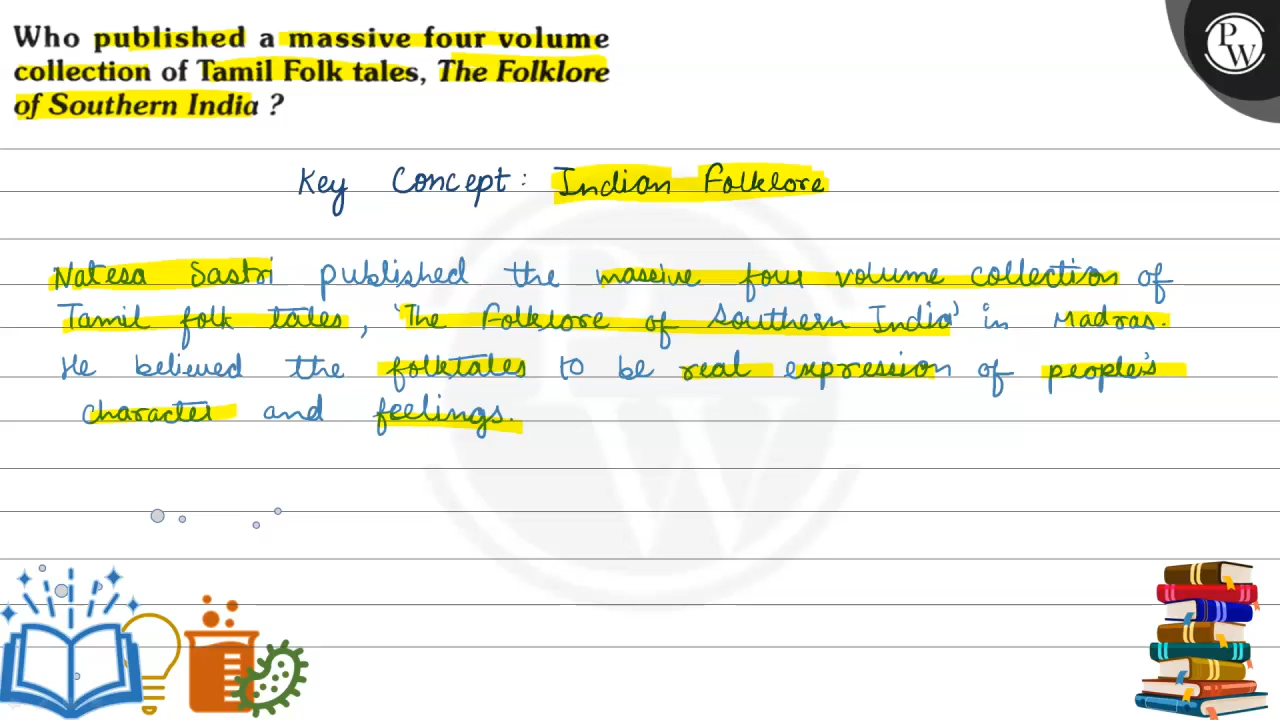 Who published a massive four volume
collection of Tamil Folk tales, The Folklore
of Southern India ?
PW
Key Concept: Indian Folklore
Natesa Sastri published the massive four volume collection of
Tamil folk tales, 'The Folklore of Southern India' in Madras.
He believed the folktales to be real expression of people's
character and feelings.
PW